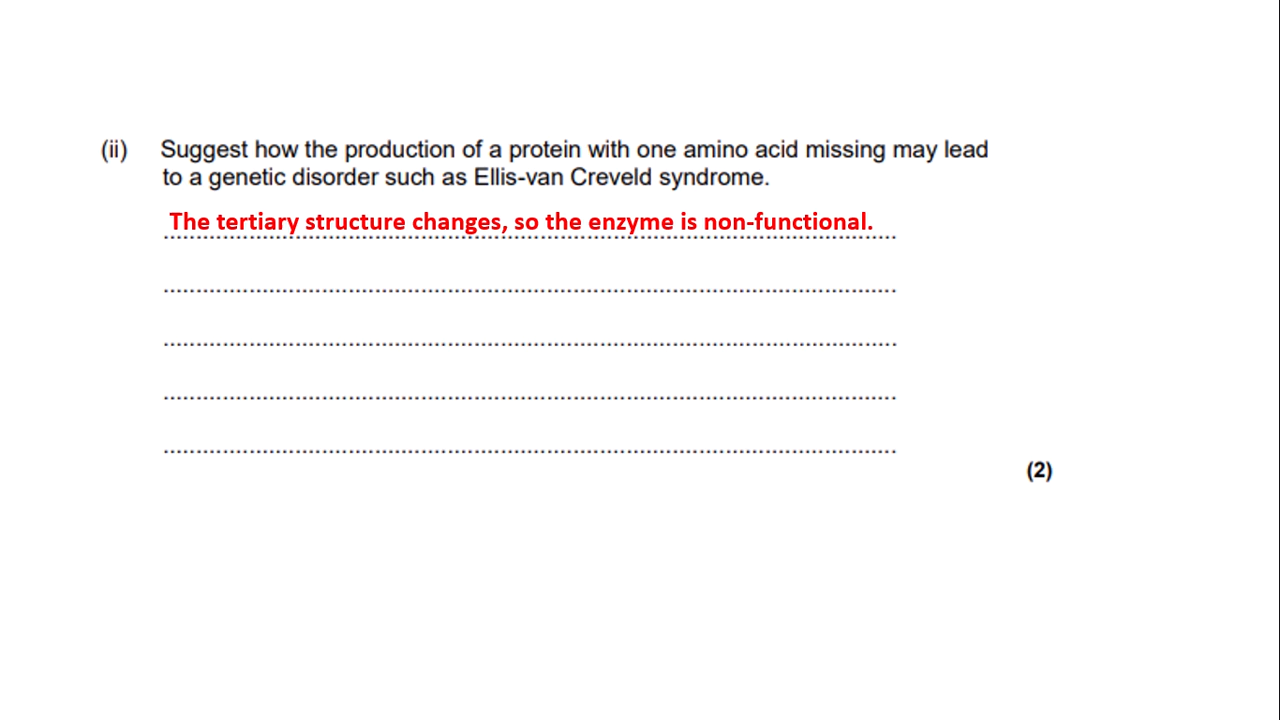 (ii) Suggest how the production of a protein with one amino acid missing may lead
to a genetic disorder such as Ellis-van Creveld syndrome.
The tertiary structure changes, so the enzyme is non-functional.
(2)